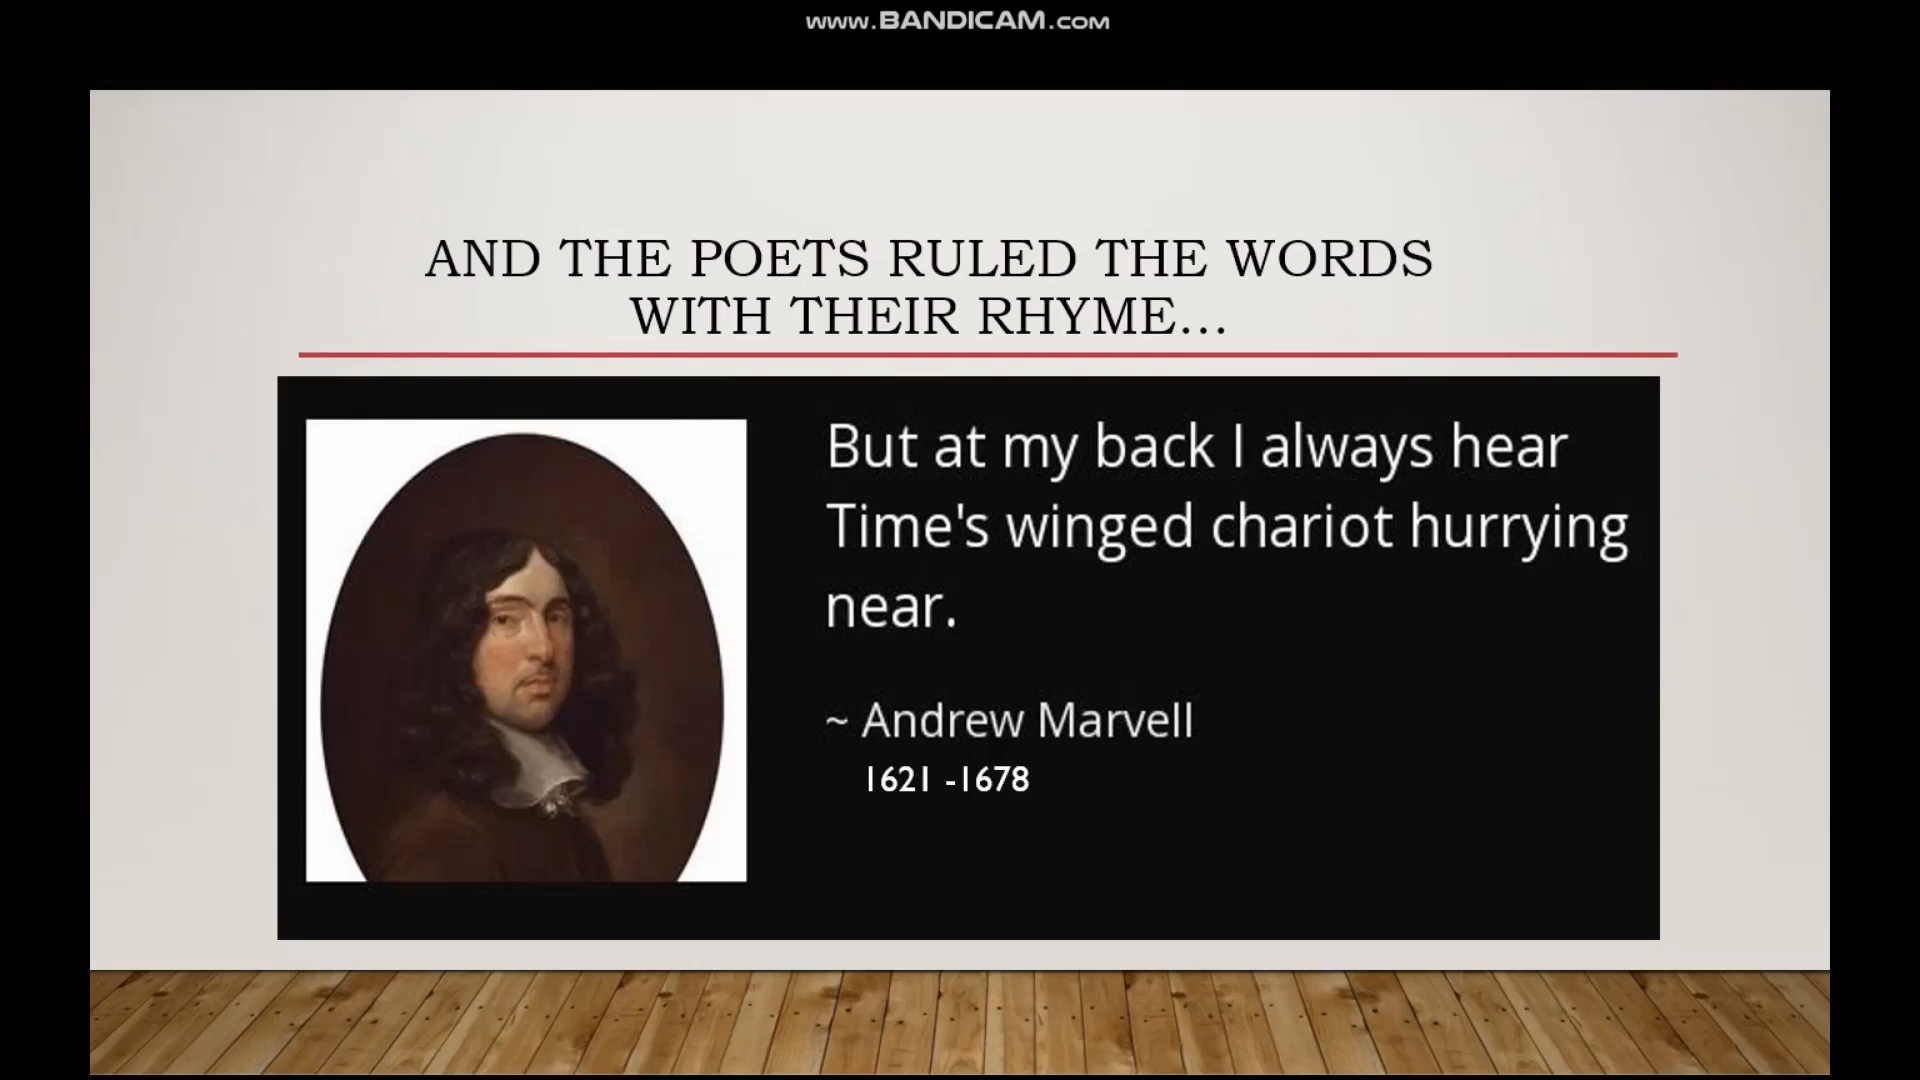 www.BANDICAM.COM
AND THE POETS RULED THE WORDS
WITH THEIR RHYME...
But at my back I always hear
Time's winged chariot hurrying
near.
~ Andrew Marvell
1621 -1678